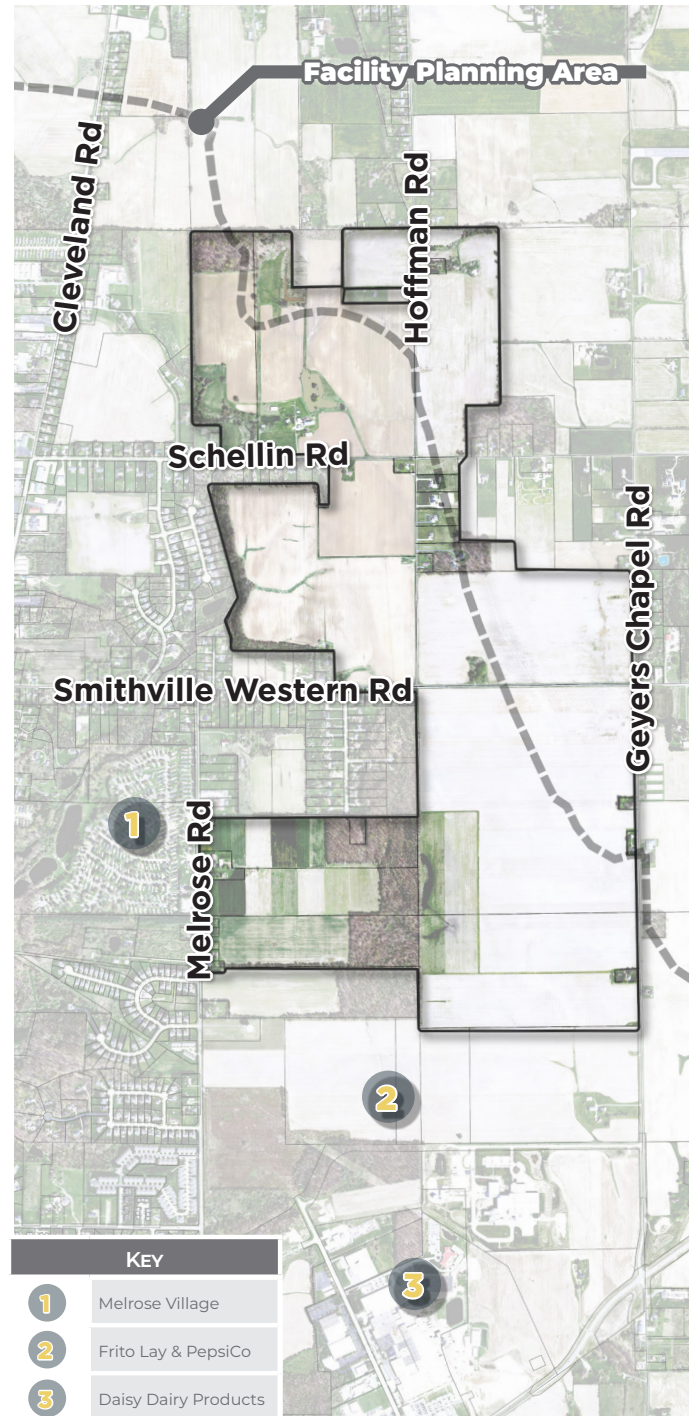 Facility Planning Area
Cleveland Rd
Hoffman Rd
Schellin Rd
Geyers Chapel Rd
Smithville Western Rd
1
Melrose Rd
2
3
KEY
1 Melrose Village
2 Frito Lay & PepsiCo
3 Daisy Dairy Products